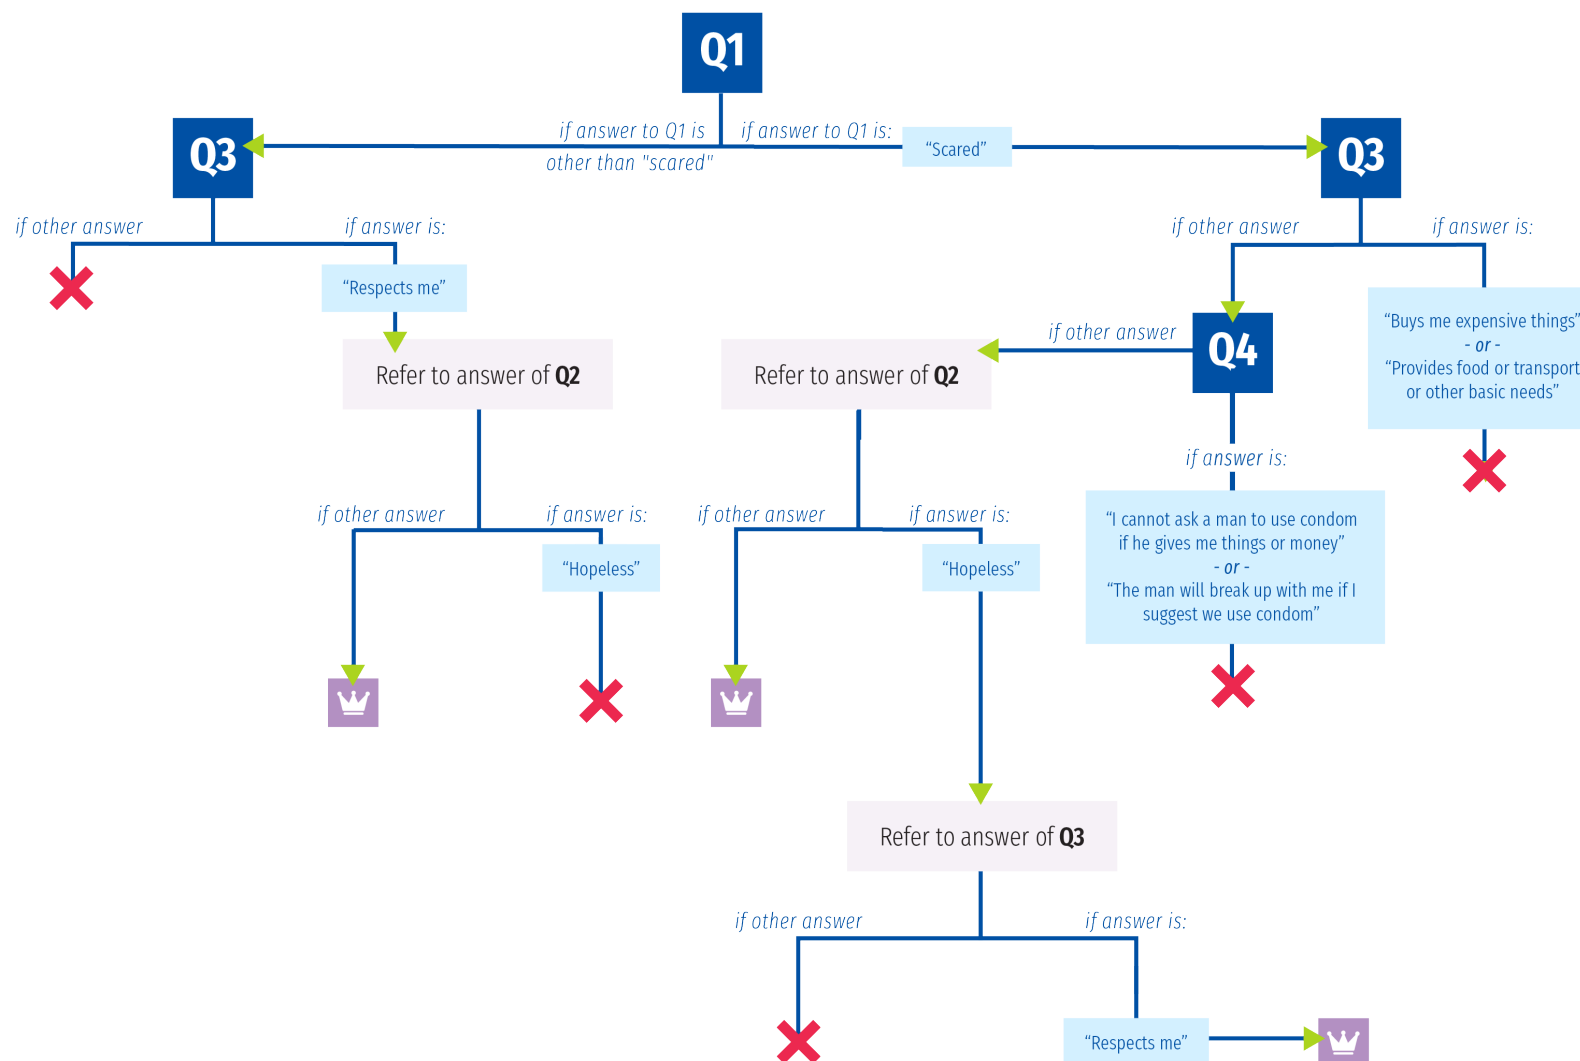 Q1
if answer to Q1 is
other than "scared"
if answer to Q1 is:
“Scared”
Q3
Q3
if other answer
if answer is:
if other answer
if answer is:
“Respects me”
“Buys me expensive things”
- or -
“Provides food or transport
or other basic needs”
if other answer
Q4
Refer to answer of Q2
Refer to answer of Q2
if answer is:
if other answer
if answer is:
if other answer
if answer is:
“I cannot ask a man to use condom
if he gives me things or money”
- or -
“The man will break up with me if I
suggest we use condom”
“Hopeless”
“Hopeless”
Refer to answer of Q3
if other answer
if answer is:
“Respects me”